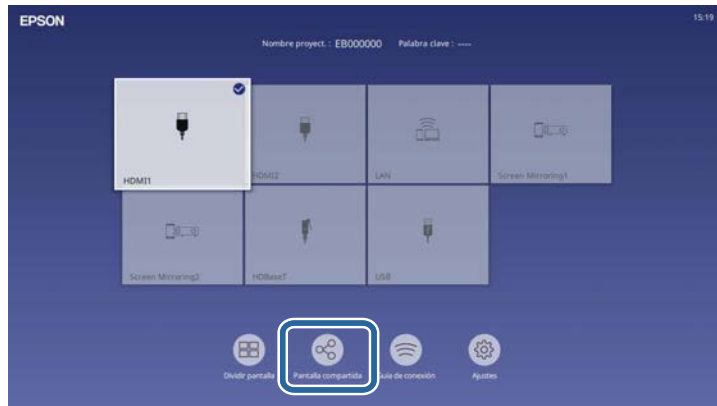 EPSON
15:19
Nombre proyect. : EB000000 Palabra clave : ----
HDMI1
HDMI2
LAN
Screen Mirroring1
Screen Mirroring2
HDBaseT
USB
Dividir pantalla
Pantalla compartida
Guía de conexión
Ajustes